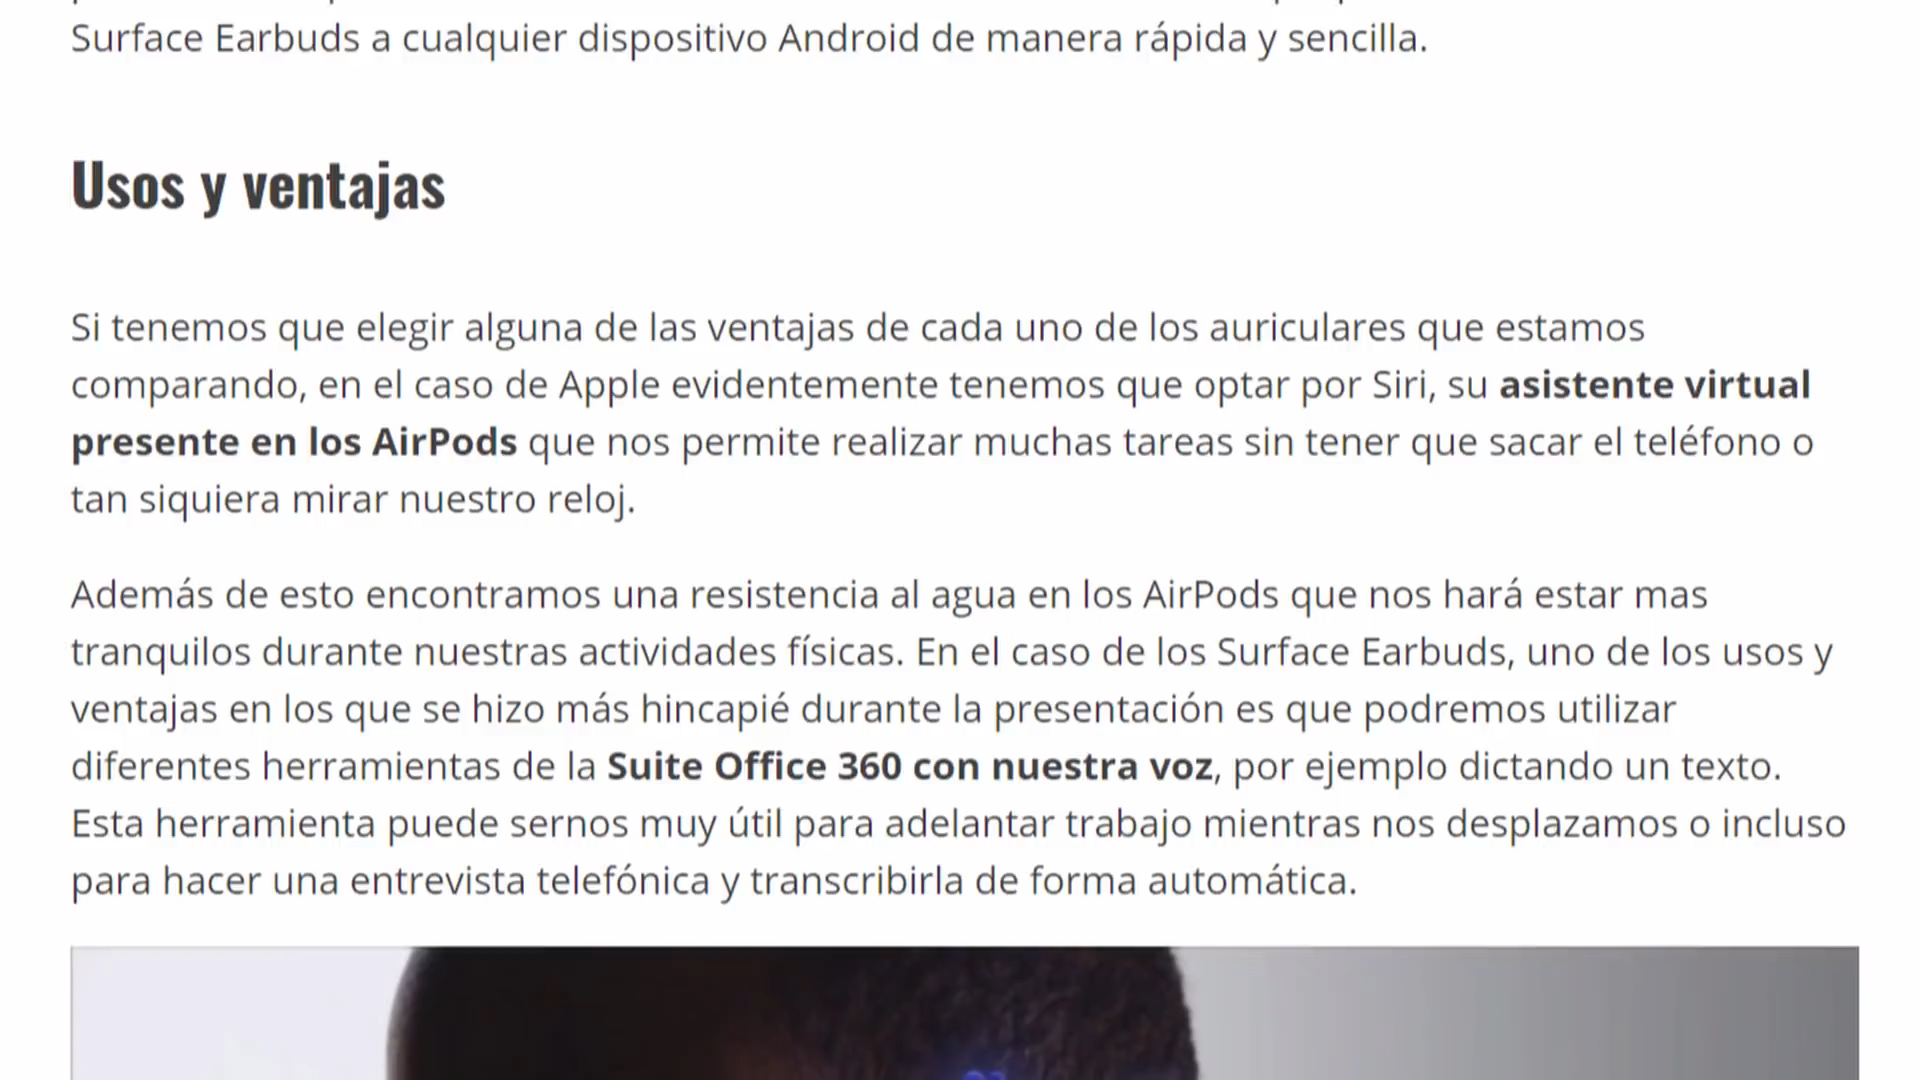 Surface Earbuds a cualquier dispositivo Android de manera rápida y sencilla.
Usos y ventajas
Si tenemos que elegir alguna de las ventajas de cada uno de los auriculares que estamos
comparando, en el caso de Apple evidentemente tenemos que optar por Siri, su asistente virtual
presente en los AirPods que nos permite realizar muchas tareas sin tener que sacar el teléfono o
tan siquiera mirar nuestro reloj.
Además de esto encontramos una resistencia al agua en los AirPods que nos hará estar mas
tranquilos durante nuestras actividades físicas. En el caso de los Surface Earbuds, uno de los usos y
ventajas en los que se hizo más hincapié durante la presentación es que podremos utilizar
diferentes herramientas de la Suite Office 360 con nuestra voz, por ejemplo dictando un texto.
Esta herramienta puede sernos muy útil para adelantar trabajo mientras nos desplazamos o incluso
para hacer una entrevista telefónica y transcribirla de forma automática.